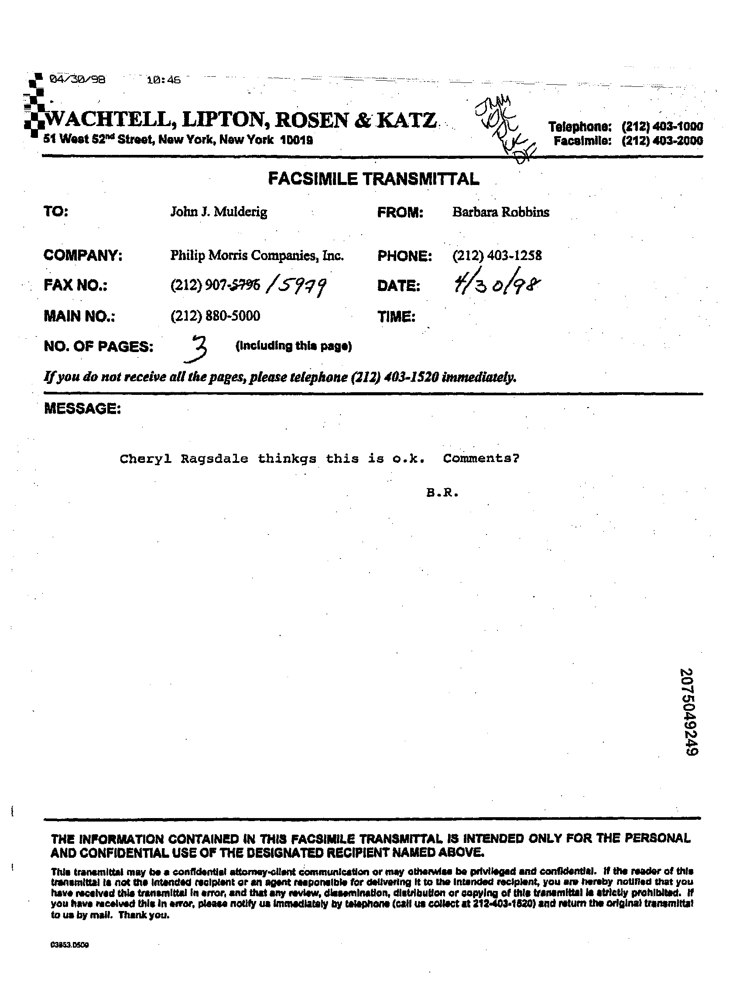 04/30/98 10:46
WACHTELL, LIPTON, ROSEN & KATZ
51 West 52nd Street, New York, New York 10019
Telephone: (212) 403-1000
Facsimile: (212) 403-2000
FACSIMILE TRANSMITTAL
TO: John J. Mulderig FROM: Barbara Robbins
COMPANY: Philip Morris Companies, Inc. PHONE: (212) 403-1258
FAX NO.: (212) 907-5796 / 5979 DATE: 4/30/98
MAIN NO.: (212) 880-5000 TIME:
NO. OF PAGES: 3 (including this page)
If you do not receive all the pages, please telephone (212) 403-1520 immediately.
MESSAGE:
Cheryl Ragsdale thinkgs this is o.k. Comments?
B.R.
2075049249
THE INFORMATION CONTAINED IN THIS FACSIMILE TRANSMITTAL IS INTENDED ONLY FOR THE PERSONAL
AND CONFIDENTIAL USE OF THE DESIGNATED RECIPIENT NAMED ABOVE.
This transmittal may be a confidential attorney-client communication or may otherwise be privileged and confidential. If the reader of this
transmittal is not the intended recipient or an agent responsible for delivering it to the intended recipient, you are hereby notified that you
have received this transmittal in error, and that any review, dissemination, distribution or copying of this transmittal is strictly prohibited. If
you have received this in error, please notify us immediately by telephone (call us collect at 212-403-1520) and return the original transmittal
to us by mail. Thank you.
03853.0500